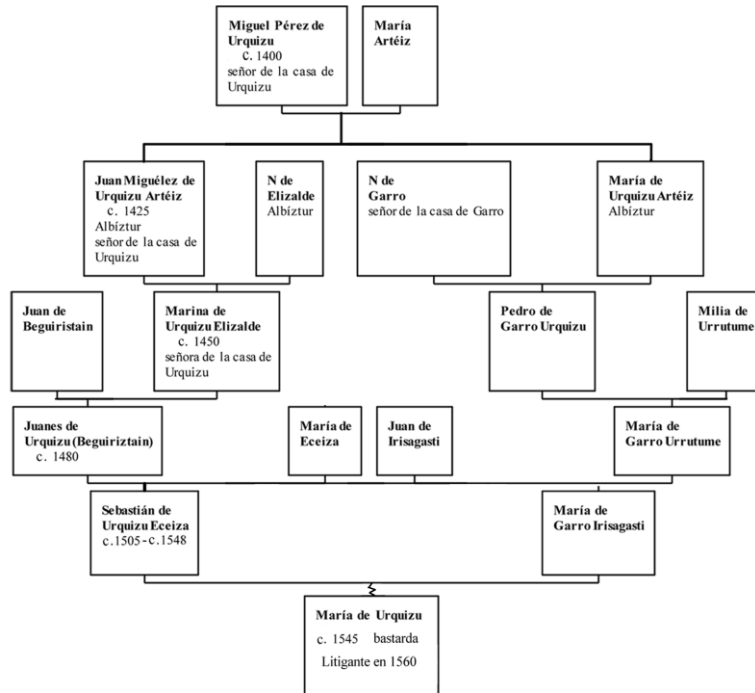 Miguel Pérez de
Urquizu
c. 1400
señor de la casa de
Urquizu
María
Artéiz
Juan Miguélez de
Urquizu Artéiz
c. 1425
Albíztur
señor de la casa de
Urquizu
N de
Elizalde
Albíztur
N de
Garro
señor de la casa de Garro
María de
Urquizu Artéiz
Albíztur
Juan de
Beguiristain
Marina de
Urquizu Elizalde
c. 1450
señora de la casa de
Urquizu
Pedro de
Garro Urquizu
Milia de
Urrutume
Juanes de
Urquizu (Beguiriztain)
c. 1480
María de
Eceiza
Juan de
Irisagasti
María de
Garro Urrutume
Sebastián de
Urquizu Eceiza
c.1505-c.1548
María de
Garro Irisagasti
María de Urquizu
c. 1545 bastarda
Litigante en 1560